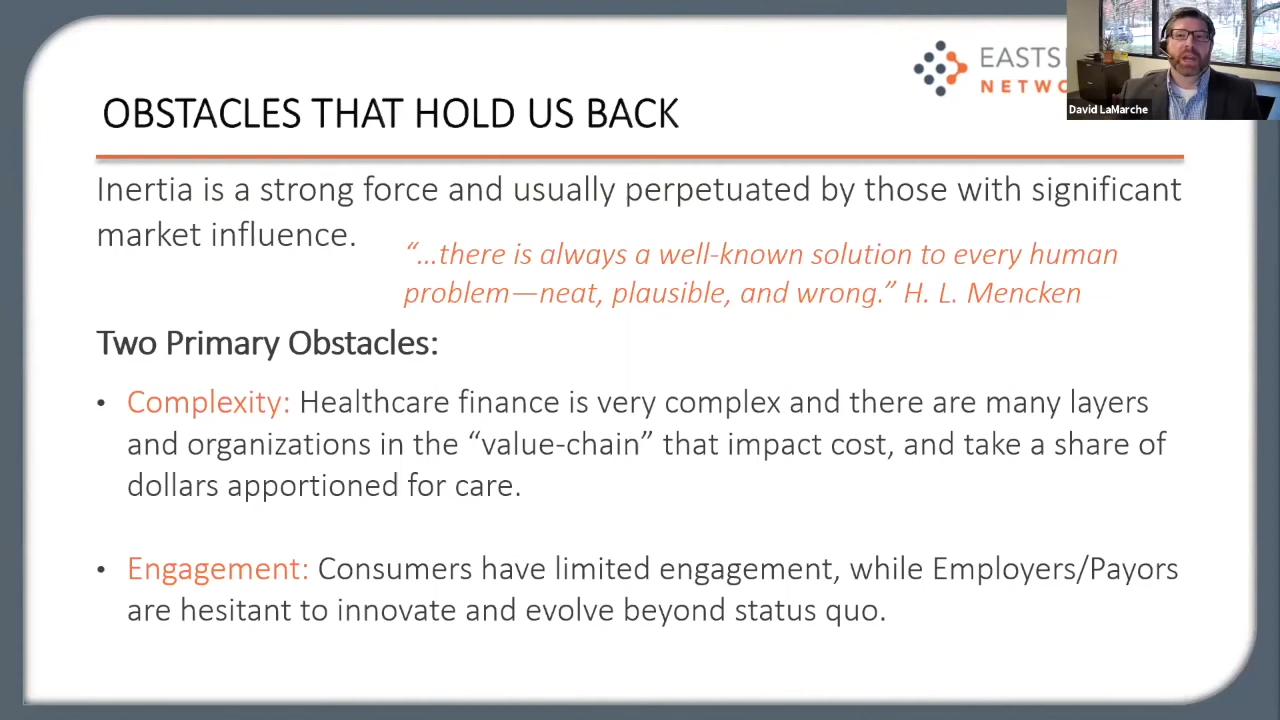 EASTS
NETWO
David LaMarche
OBSTACLES THAT HOLD US BACK
Inertia is a strong force and usually perpetuated by those with significant
market influence.
“...there is always a well-known solution to every human
problem—neat, plausible, and wrong.” H. L. Mencken
Two Primary Obstacles:
• Complexity: Healthcare finance is very complex and there are many layers
and organizations in the “value-chain” that impact cost, and take a share of
dollars apportioned for care.
• Engagement: Consumers have limited engagement, while Employers/Payors
are hesitant to innovate and evolve beyond status quo.